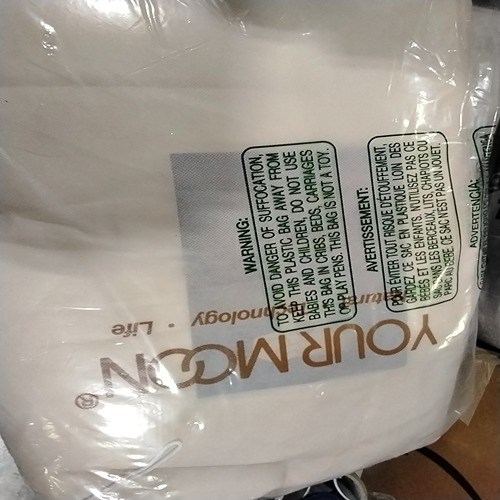 WARNING:
TO AVOID DANGER OF SUFFOCATION,
KEEP THIS PLASTIC BAG AWAY FROM
BABIES AND CHILDREN, DO NOT USE
THIS BAG IN CRIBS, BEDS, CARRIAGES
OR PLAY PENS. THIS BAG IS NOT A TOY.
AVERTISSEMENT:
POUR EVITER TOUT RISQUE D'ETOUFFEMENT,
GARDEZ CE SAC EN PLASTIQUE LOIN DES
BEBES ET LES ENFANTS. N'UTILISEZ PAS CE
SAC DANS LES BERCEAUX, LITS, CHARIOTS OU
PARC AU BEBE. CE SAC N'EST PAS UN JOUET.
ADVERTENCIA:
YOUR MOON®
Natural
Technology · Life